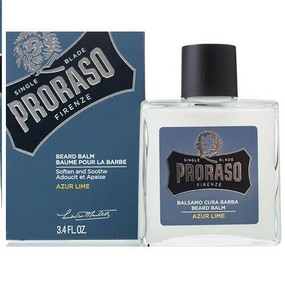 SINGLE BLADE
PRORASO
FIRENZE
BEARD BALM
BAUME POUR LA BARBE
Soften and Soothe
Adoucit et Apaise
AZUR LIME
3.4 FL.OZ.
SINGLE BLADE
PRORASO
FIRENZE
BALSAMO CURA BARBA
BEARD BALM
AZUR LIME